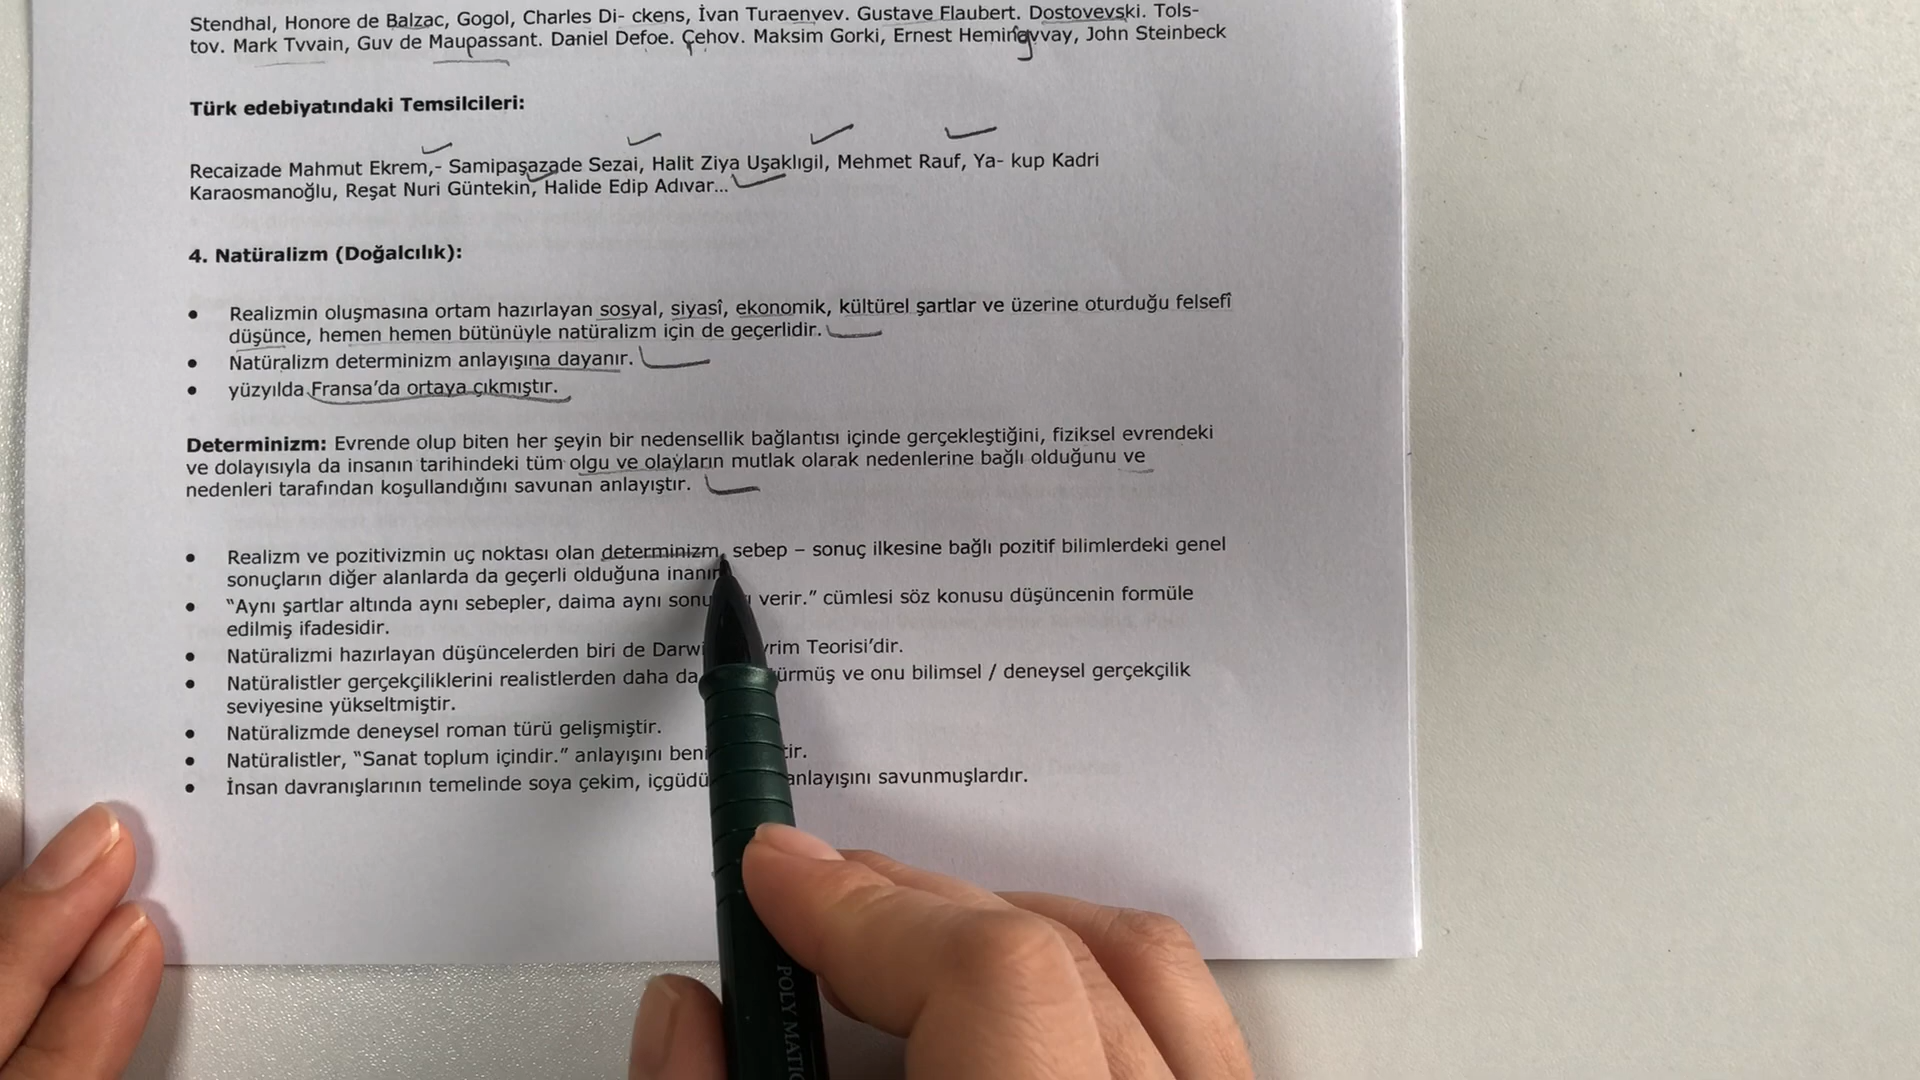 Stendhal, Honore de Balzac, Gogol, Charles Di- ckens, İvan Turaenyev. Gustave Flaubert. Dostovevski. Tols-
tov. Mark Tvvain, Guv de Maupassant. Daniel Defoe. Çehov. Maksim Gorki, Ernest Hemingvvay, John Steinbeck
Türk edebiyatındaki Temsilcileri:
Recaizade Mahmut Ekrem,- Samipaşazade Sezai, Halit Ziya Uşaklıgil, Mehmet Rauf, Ya- kup Kadri
Karaosmanoğlu, Reşat Nuri Güntekin, Halide Edip Adıvar...
4. Natüralizm (Doğalcılık):
• Realizmin oluşmasına ortam hazırlayan sosyal, siyasî, ekonomik, kültürel şartlar ve üzerine oturduğu felsefî
düşünce, hemen hemen bütünüyle natüralizm için de geçerlidir.
• Natüralizm determinizm anlayışına dayanır.
• yüzyılda Fransa’da ortaya çıkmıştır.
Determinizm: Evrende olup biten her şeyin bir nedensellik bağlantısı içinde gerçekleştiğini, fiziksel evrendeki
ve dolayısıyla da insanın tarihindeki tüm olgu ve olayların mutlak olarak nedenlerine bağlı olduğunu ve
nedenleri tarafından koşullandığını savunan anlayıştır.
• Realizm ve pozitivizmin uç noktası olan determinizm, sebep – sonuç ilkesine bağlı pozitif bilimlerdeki genel
sonuçların diğer alanlarda da geçerli olduğuna inanır
• “Aynı şartlar altında aynı sebepler, daima aynı verir.” cümlesi söz konusu düşüncenin formüle
edilmiş ifadesidir.
• Natüralizmi hazırlayan düşüncelerden biri de Teorisi’dir.
• Natüralistler gerçekçiliklerini realistlerden daha da ve onu bilimsel / deneysel gerçekçilik
seviyesine yükseltmiştir.
• Natüralizmde deneysel roman türü gelişmiştir.
• Natüralistler, “Sanat toplum içindir.” anlayışını
• İnsan davranışlarının temelinde soya çekim, anlayışını savunmuşlardır.
POLY MATIC